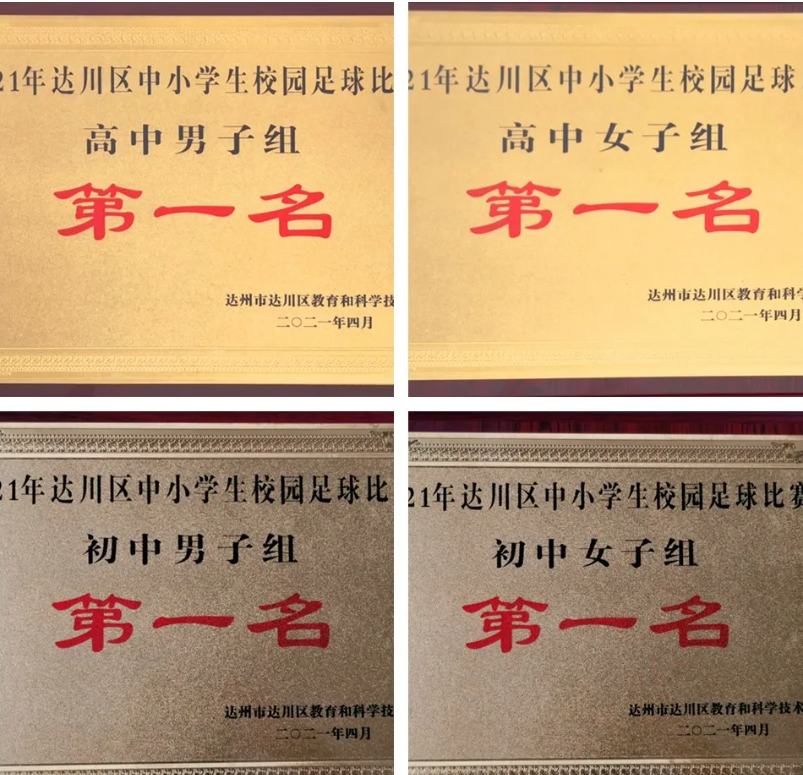 21年达川区中小学生校园足球比
高中男子组
第一名
达州市达川区教育和科学技
二〇二一年四月
21年达川区中小学生校园足球
高中女子组
第一名
达州市达川区教育和科学
二〇二一年四月
21年达川区中小学生校园足球比
初中男子组
第一名
达州市达川区教育和科学技
二〇二一年四月
21年达川区中小学生校园足球比赛
初中女子组
第一名
达州市达川区教育和科学技术
二〇二一年四月